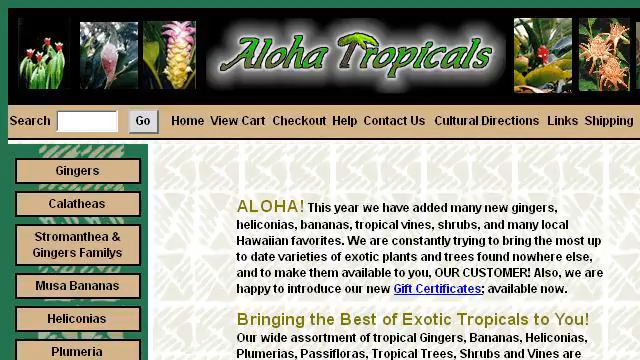 Aloha Tropicals
Search Go Home View Cart Checkout Help Contact Us Cultural Directions Links Shipping
Gingers
Calatheas
Stromanthea &
Gingers Familys
Musa Bananas
Heliconias
Plumeria
ALOHA! This year we have added many new gingers,
heliconias, bananas, tropical vines, shrubs, and many local
Hawaiian favorites. We are constantly trying to bring the most up
to date varieties of exotic plants and trees found nowhere else,
and to make them available to you, OUR CUSTOMER! Also, we are
happy to introduce our new Gift Certificates; available now.
Bringing the Best of Exotic Tropicals to You!
Our wide assortment of tropical Gingers, Bananas, Heliconias,
Plumerias, Passifloras, Tropical Trees, Shrubs and Vines are